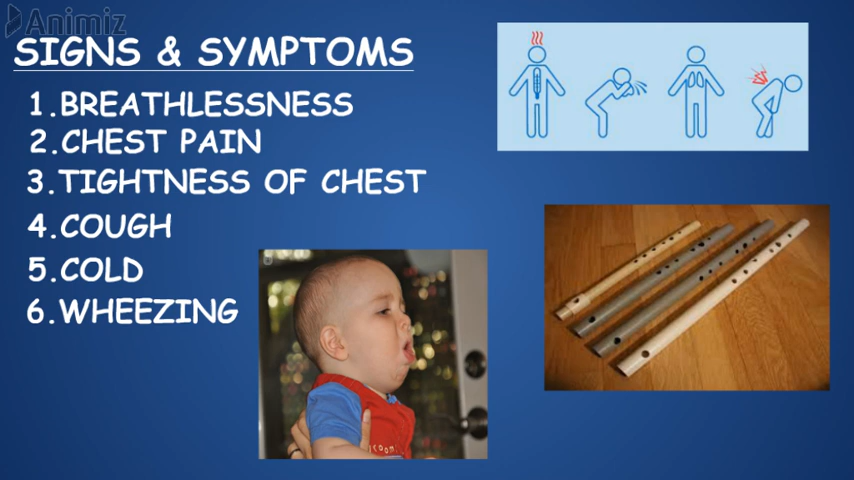 Animiz
SIGNS & SYMPTOMS
1.BREATHLESSNESS
2.CHEST PAIN
3.TIGHTNESS OF CHEST
4.COUGH
5.COLD
6.WHEEZING